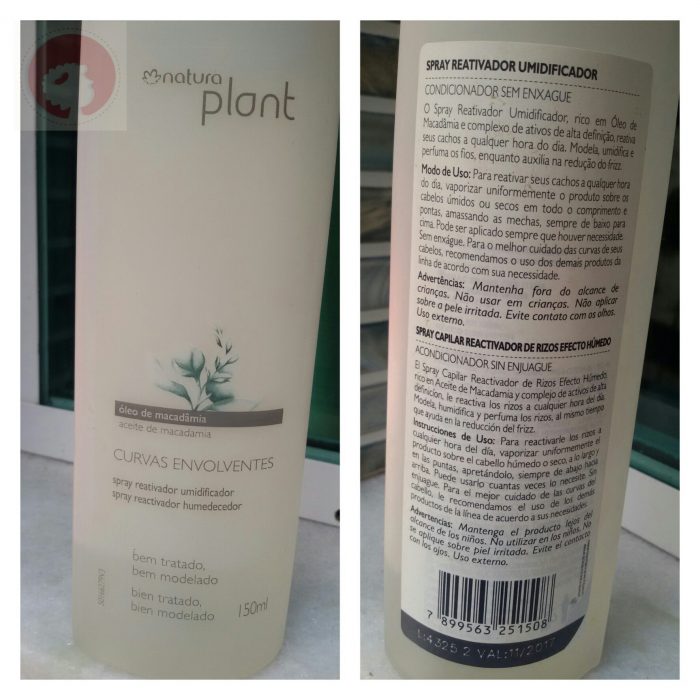 natura
plant
óleo de macadâmia
aceite de macadamia
CURVAS ENVOLVENTES
spray reativador umidificador
spray reactivador humedecedor
bem tratado,
bem modelado
bien tratado,
bien modelado
150ml
SPRAY REATIVADOR UMIDIFICADOR
CONDICIONADOR SEM ENXAGUE
O Spray Reativador Umidificador, rico em Óleo de
Macadâmia e complexo de ativos de alta definição, reativa
seus cachos a qualquer hora do dia. Modela, umidifica e
perfuma os fios, enquanto auxilia na redução do frizz.
Modo de Uso: Para reativar seus cachos a qualquer hora
do dia, vaporizar uniformemente o produto sobre os
cabelos úmidos ou secos em todo o comprimento e
pontas, amassando as mechas, sempre de baixo para
cima. Pode ser aplicado sempre que houver necessidade.
Sem enxágue. Para o melhor cuidado das curvas de seus
cabelos, recomendamos o uso dos demais produtos da
linha de acordo com sua necessidade.
Advertências: Mantenha fora do alcance de
crianças. Não usar em crianças. Não aplicar
sobre a pele irritada. Evite contato com os olhos.
Uso externo.
SPRAY CAPILAR REACTIVADOR DE RIZOS EFECTO HÚMEDO
ACONDICIONADOR SIN ENJUAGUE
El Spray Capilar Reactivador de Rizos Efecto Húmedo,
rico en Aceite de Macadamia y complejo de activos de alta
definicion, le reactiva los rizos a cualquier hora del día.
Modela, humidifica y perfuma los rizos, al mismo tiempo
que ayuda en la reducción del frizz.
Instrucciones de Uso: Para reactivarle los rizos a
cualquier hora del día, vaporizar uniformemente el
producto sobre el cabello húmedo o seco, a lo largo y
en las puntas, apretándolo, siempre de abajo hacia
arriba. Puede usarlo cuantas veces lo necesite. Sin
enjuague. Para el mejor cuidado de las curvas del
cabello, le recomendamos el uso de los demás
productos de la línea de acuerdo a sus necesidades.
Advertencias: Mantenga el producto lejos del
alcance de los niños. No utilizar en los niños. No
se aplique sobre piel irritada. Evite el contacto
con los ojos. Uso externo.
7 899563 251508
L:4325 2 VAL:11/2017